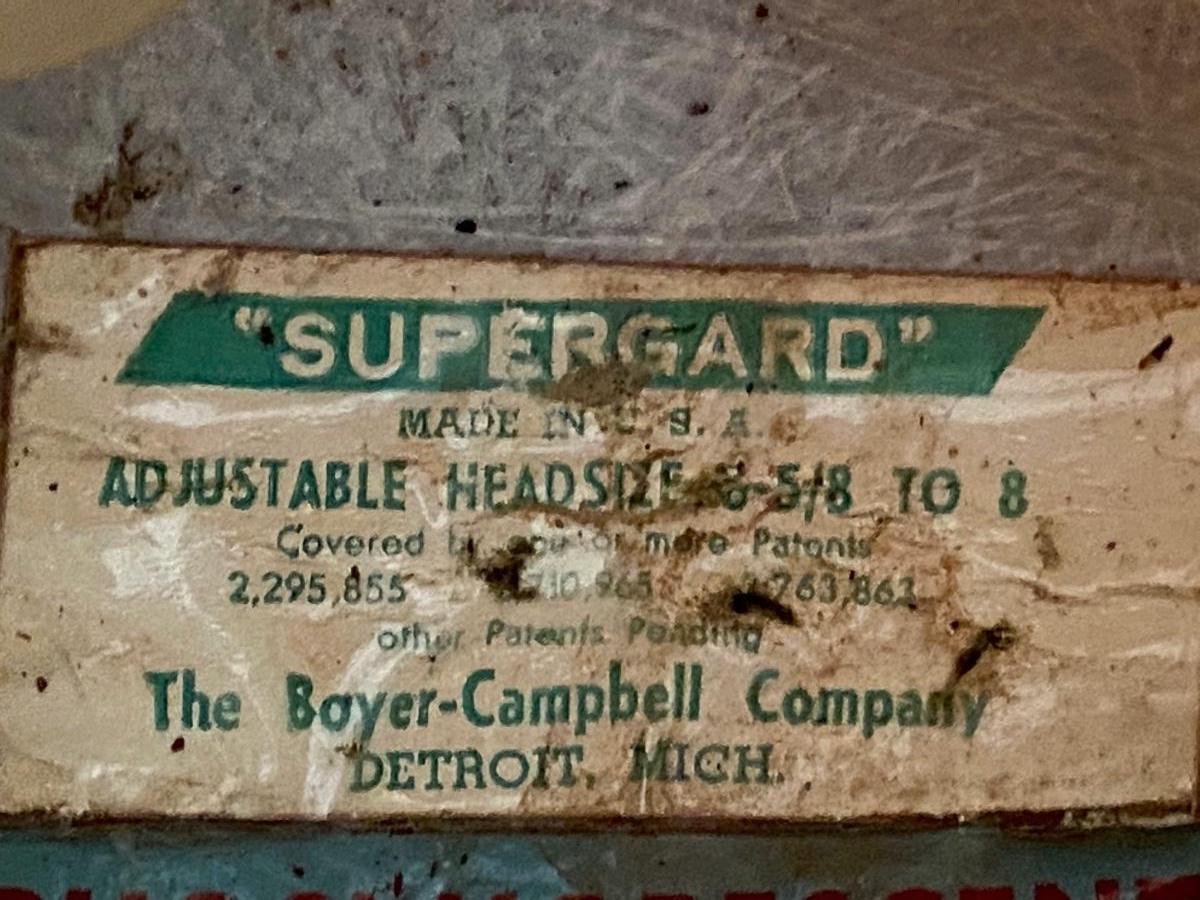 "SUPERGARD"
MADE IN U. S. A.
ADJUSTABLE HEADSIZE 6-5/8 TO 8
Covered by one or more Patents
2,295,855
other Patents Pending
The Boyer-Campbell Company
DETROIT, MICH.